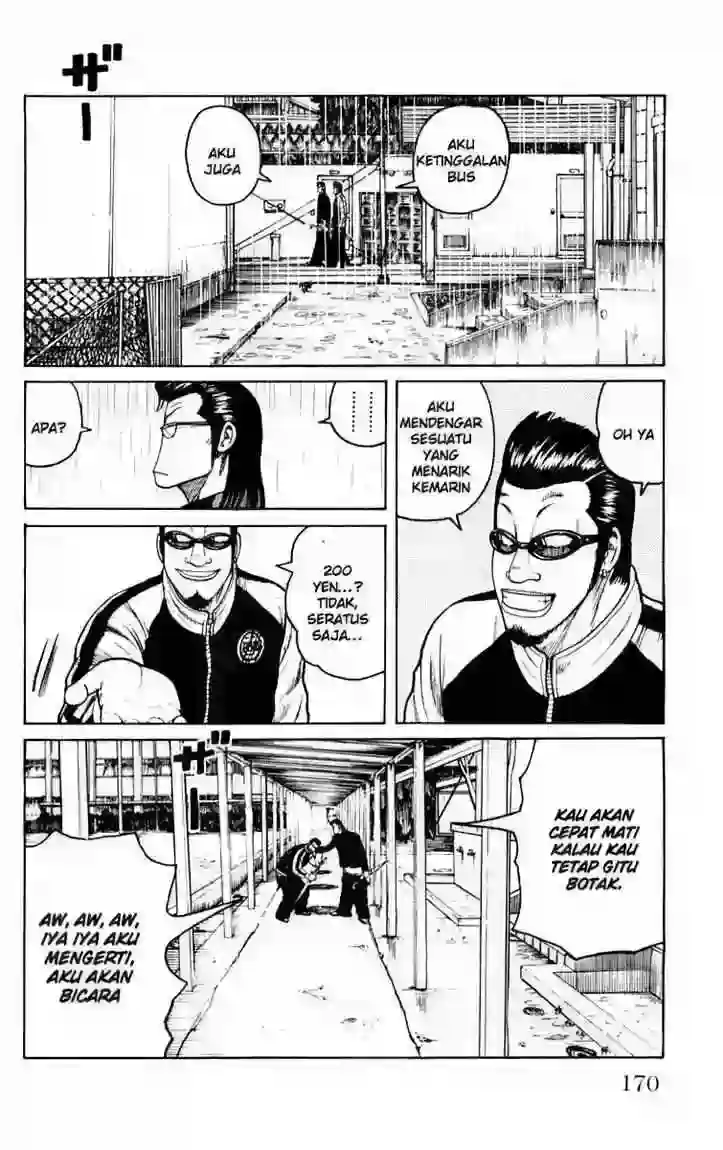 ザー
AKU
KETINGGALAN
BUS
AKU
JUGA
OH YA
AKU
MENDENGAR
SESUATU
YANG
MENARIK
KEMARIN
......
APA?
200
YEN...?
TIDAK,
SERATUS
SAJA...
ザー
KAU AKAN
CEPAT MATI
KALAU KAU
TETAP GITU
BOTAK.
AW, AW, AW,
IYA IYA AKU
MENGERTI,
AKU AKAN
BICARA
170